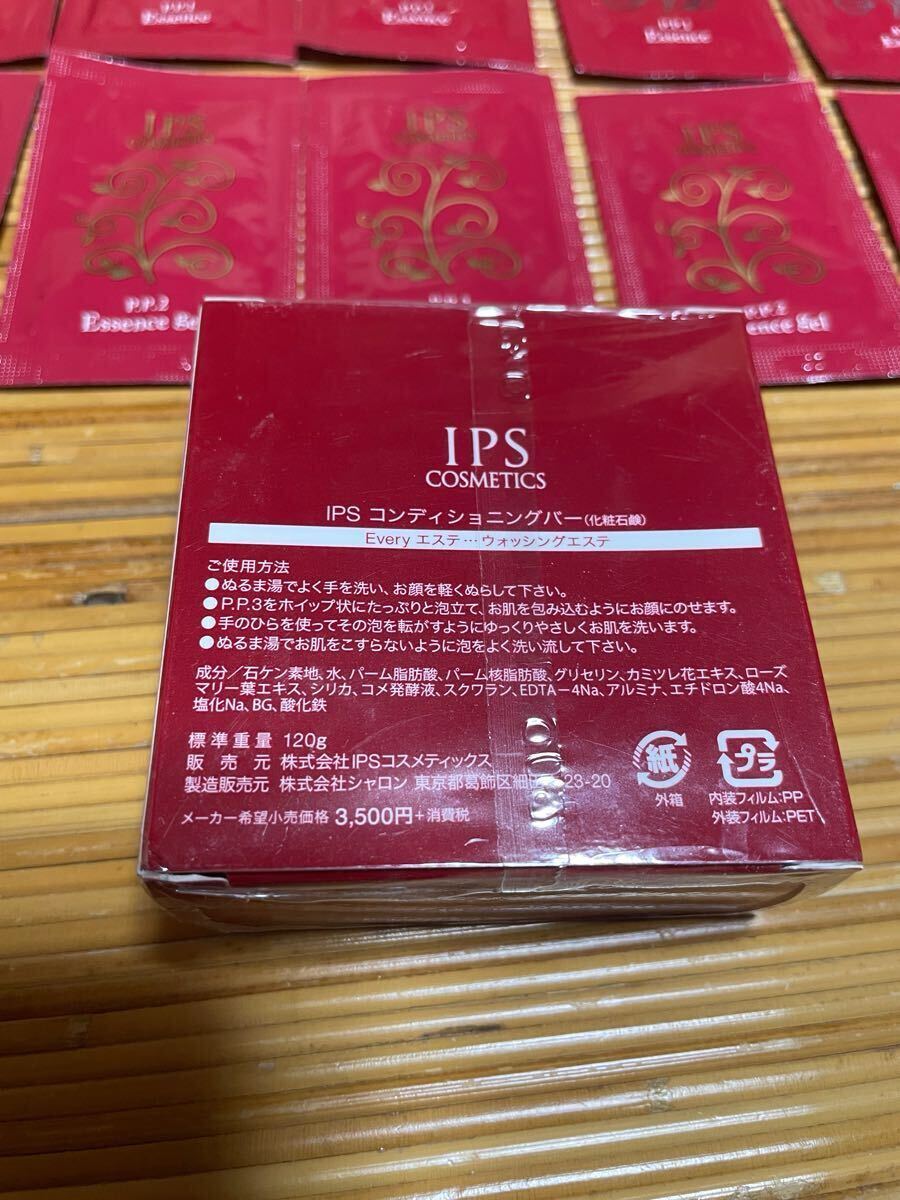 Essence
Essence
Essence
IPS
COSMETICS
IPS
COSMETICS
IPS
COSMETICS
P.P.2
Essence
P.P.2
gel
IPS
COSMETICS
IPS コンディショニングバー(化粧石鹸)
Every エステ…ウォッシングエステ
ご使用方法
●ぬるま湯でよく手を洗い、お顔を軽くぬらして下さい。
●P.P.3をホイップ状にたっぷりと泡立て、お肌を包み込むようにお顔にのせます。
●手のひらを使ってその泡を転がすようにゆっくりやさしくお肌を洗います。
●ぬるま湯でお肌をこすらないように泡をよく洗い流して下さい。
成分／石ケン素地、水、パーム脂肪酸、パーム核脂肪酸、グリセリン、カミツレ花エキス、ローズ
マリー葉エキス、シリカ、コメ発酵液、スクワラン、EDTA－4Na、アルミナ、エチドロン酸4Na、
塩化Na、BG、酸化鉄
標準重量 120g
販売元 株式会社IPSコスメティックス
製造販売元 株式会社シャロン 東京都葛飾区細田 23-20
メーカー希望小売価格 3,500円+消費税
紙
外箱
プラ
内装フィルム:PP
外装フィルム:PET